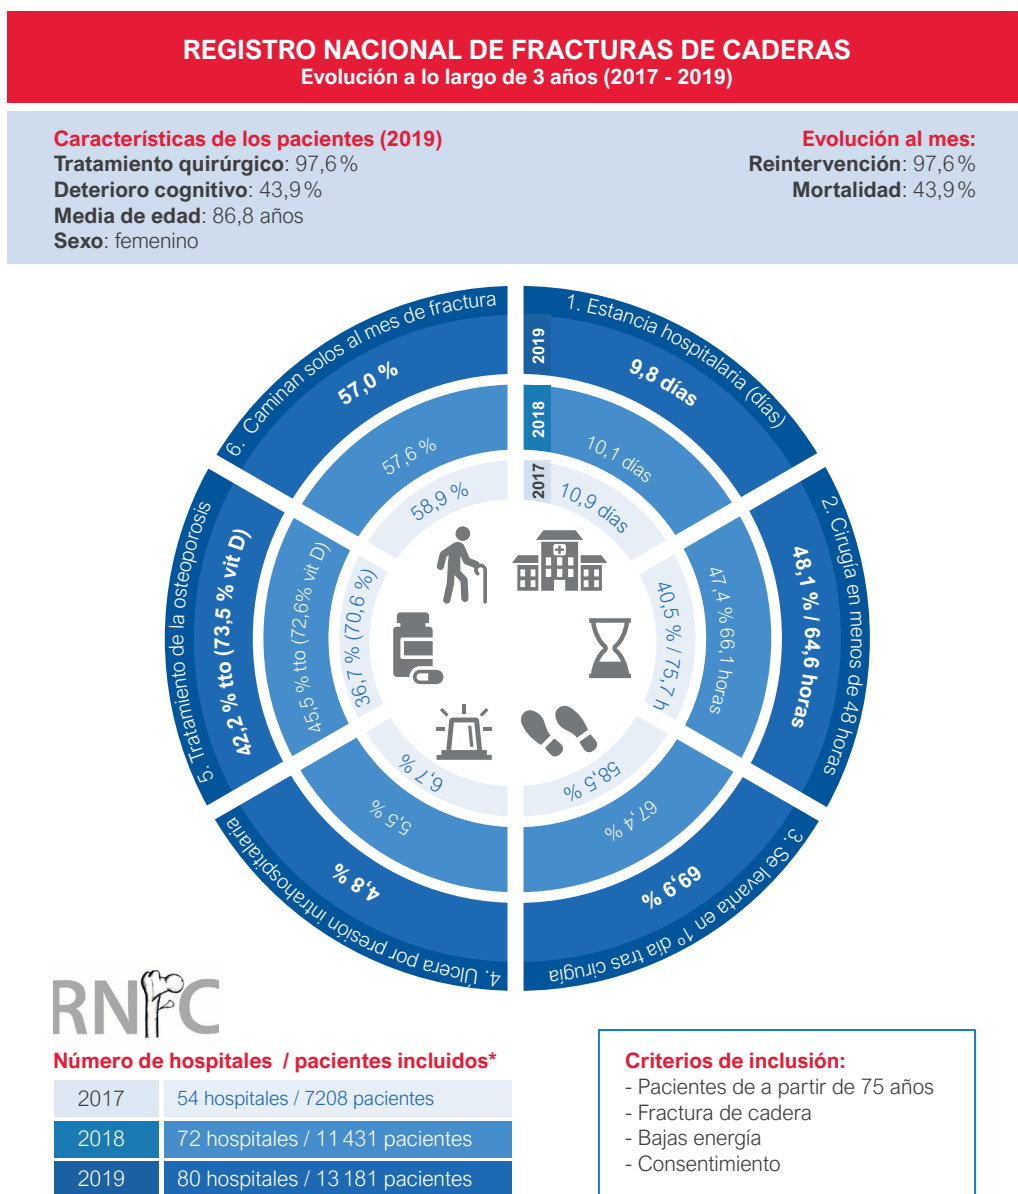 REGISTRO NACIONAL DE FRACTURAS DE CADERAS
Evolución a lo largo de 3 años (2017 - 2019)
Características de los pacientes (2019)
Tratamiento quirúrgico: 97,6 %
Deterioro cognitivo: 43,9 %
Media de edad: 86,8 años
Sexo: femenino
Evolución al mes:
Reintervención: 97,6 %
Mortalidad: 43,9 %
1. Estancia hospitalaria (días)
2019
9,8 días
2018
10,1 días
2017
10,9 días
2. Cirugía en menos de 48 horas
48,1 % / 64,6 horas
47,4 % 66,1 horas
40,5 % / 75,7 h
3. Se levanta en 1º día tras cirugía
69,9 %
67,4 %
58,5 %
4. Úlcera por presión intrahospitalaria
4,8 %
5,5 %
6,7 %
5. Tratamiento de la osteoporosis
42,2 % tto (73,5 % vit D)
45,5 % tto (72,6% vit D)
36,7 % (70,6 %)
6. Caminan solos al mes de fractura
57,0 %
57,6 %
58,9 %
RNFC
Número de hospitales / pacientes incluidos*
2017 54 hospitales / 7208 pacientes
2018 72 hospitales / 11 431 pacientes
2019 80 hospitales / 13 181 pacientes
Criterios de inclusión:
- Pacientes de a partir de 75 años
- Fractura de cadera
- Bajas energía
- Consentimiento